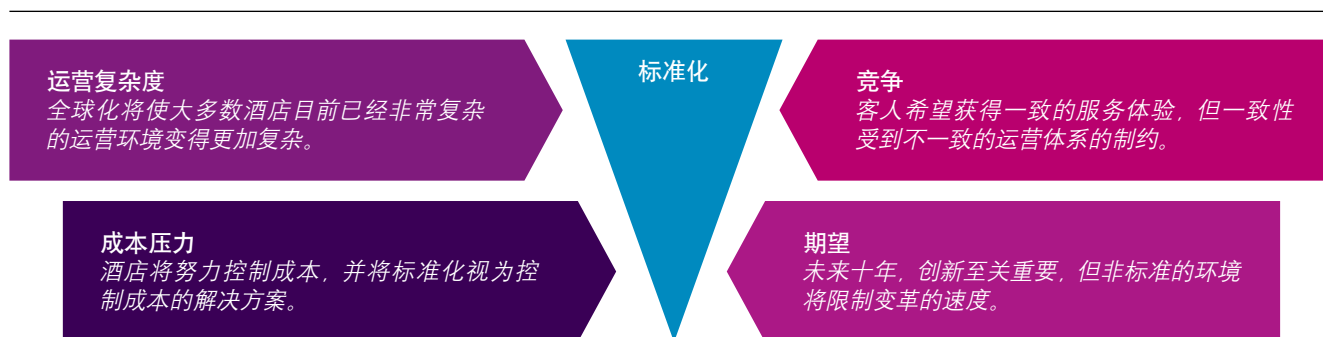 运营复杂度
全球化将使大多数酒店目前已经非常复杂
的运营环境变得更加复杂。
标准化
竞争
客人希望获得一致的服务体验，但一致性
受到不一致的运营体系的制约。
成本压力
酒店将努力控制成本，并将标准化视为控
制成本的解决方案。
期望
未来十年，创新至关重要，但非标准的环境
将限制变革的速度。